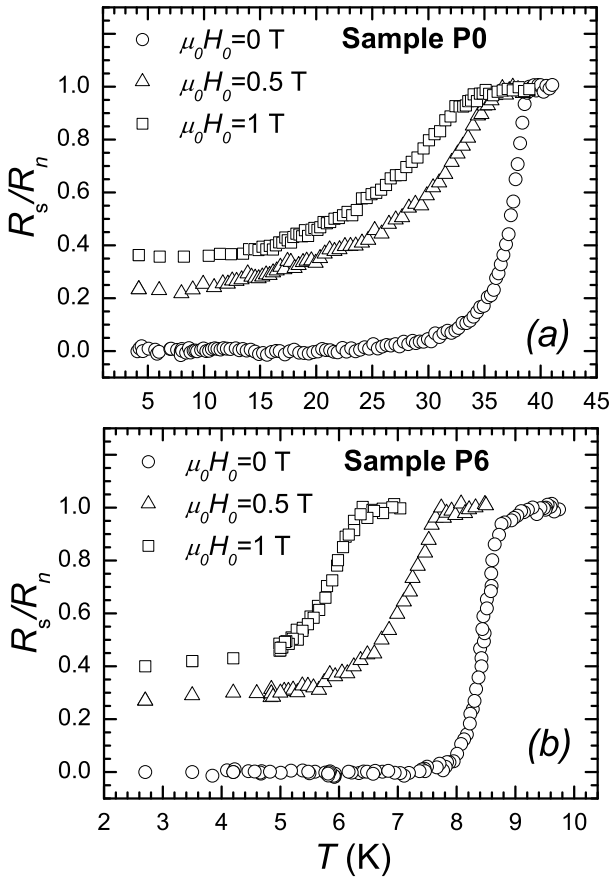 μ₀H₀=0 T Sample P0
μ₀H₀=0.5 T
μ₀H₀=1 T
1.0
0.8
0.6
0.4
0.2
0.0
Rₛ/Rₙ
(a)
5 10 15 20 25 30 35 40 45
μ₀H₀=0 T Sample P6
μ₀H₀=0.5 T
μ₀H₀=1 T
1.0
0.8
0.6
0.4
0.2
0.0
Rₛ/Rₙ
(b)
2 3 4 5 6 7 8 9 10
T (K)